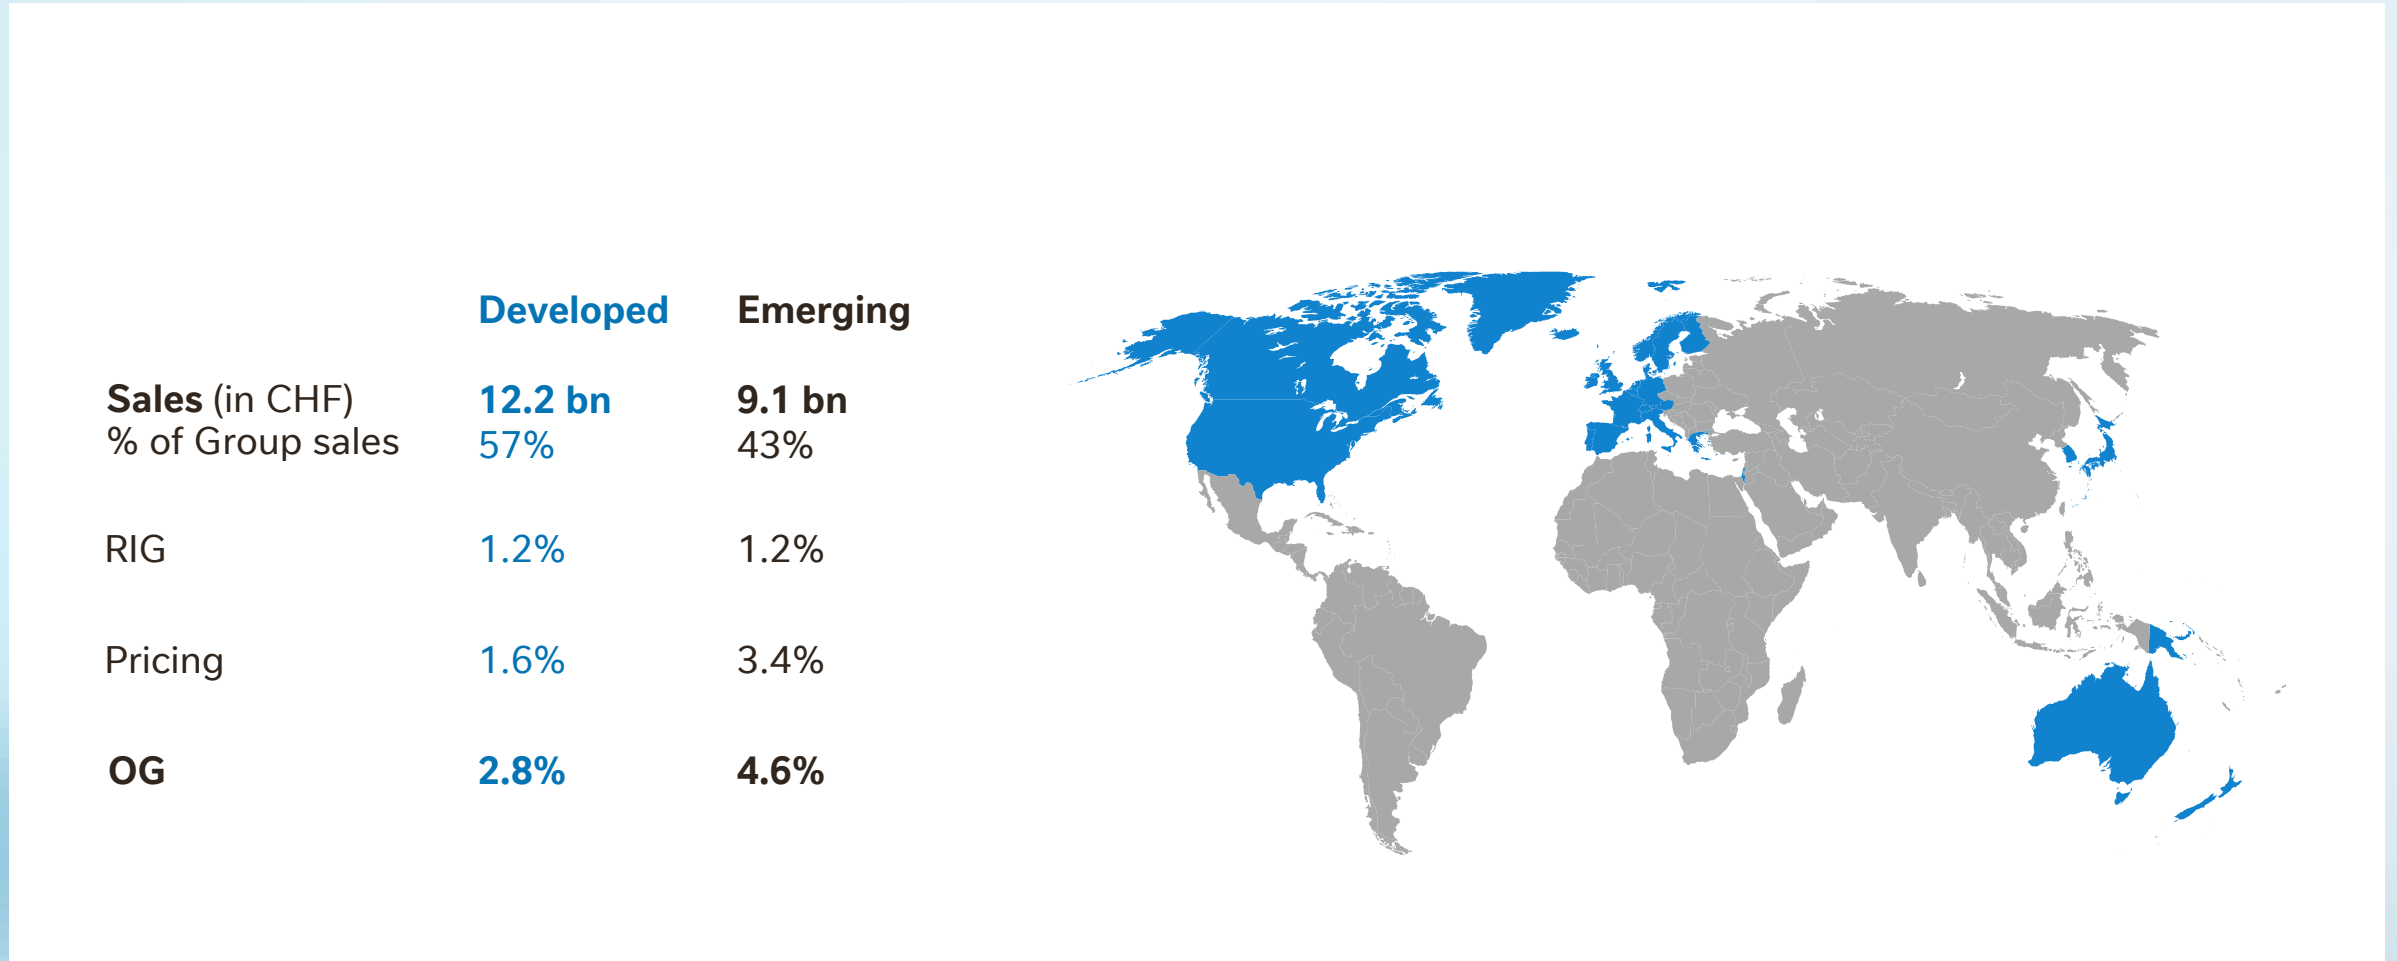 Developed Emerging
Sales (in CHF) 12.2 bn 9.1 bn
% of Group sales 57% 43%
RIG 1.2% 1.2%
Pricing 1.6% 3.4%
OG 2.8% 4.6%